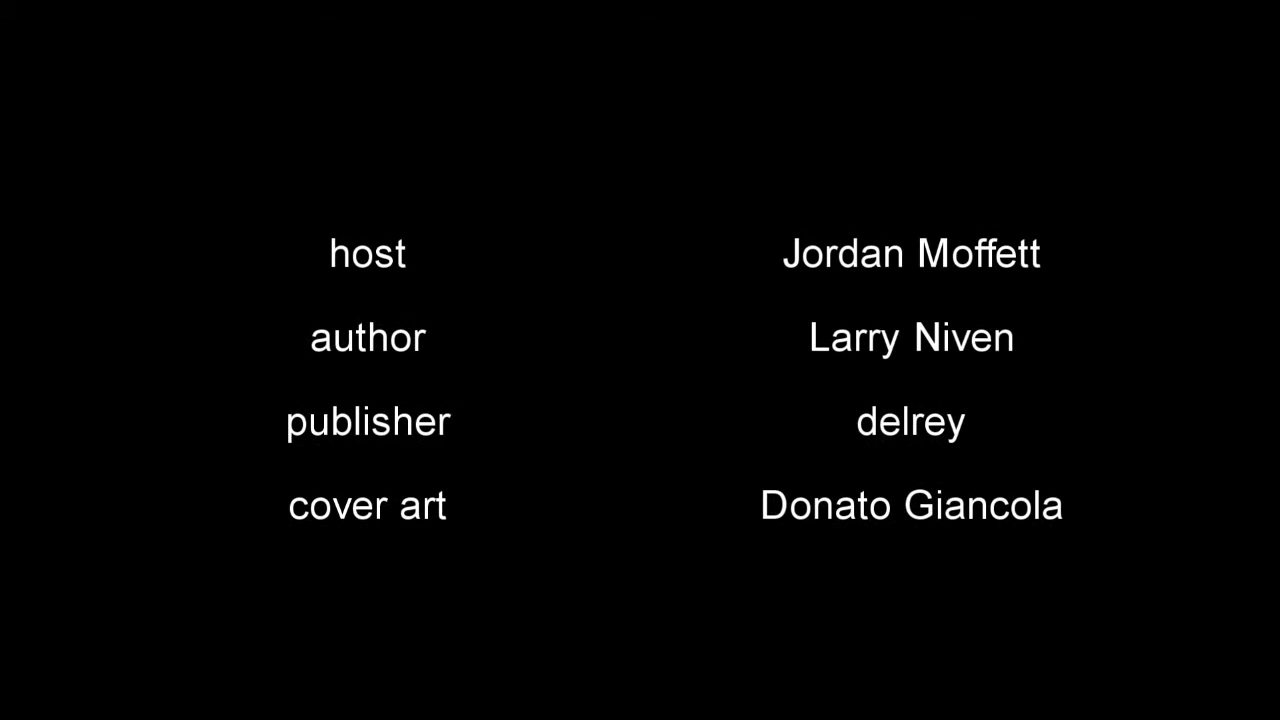 host Jordan Moffett
author Larry Niven
publisher delrey
cover art Donato Giancola